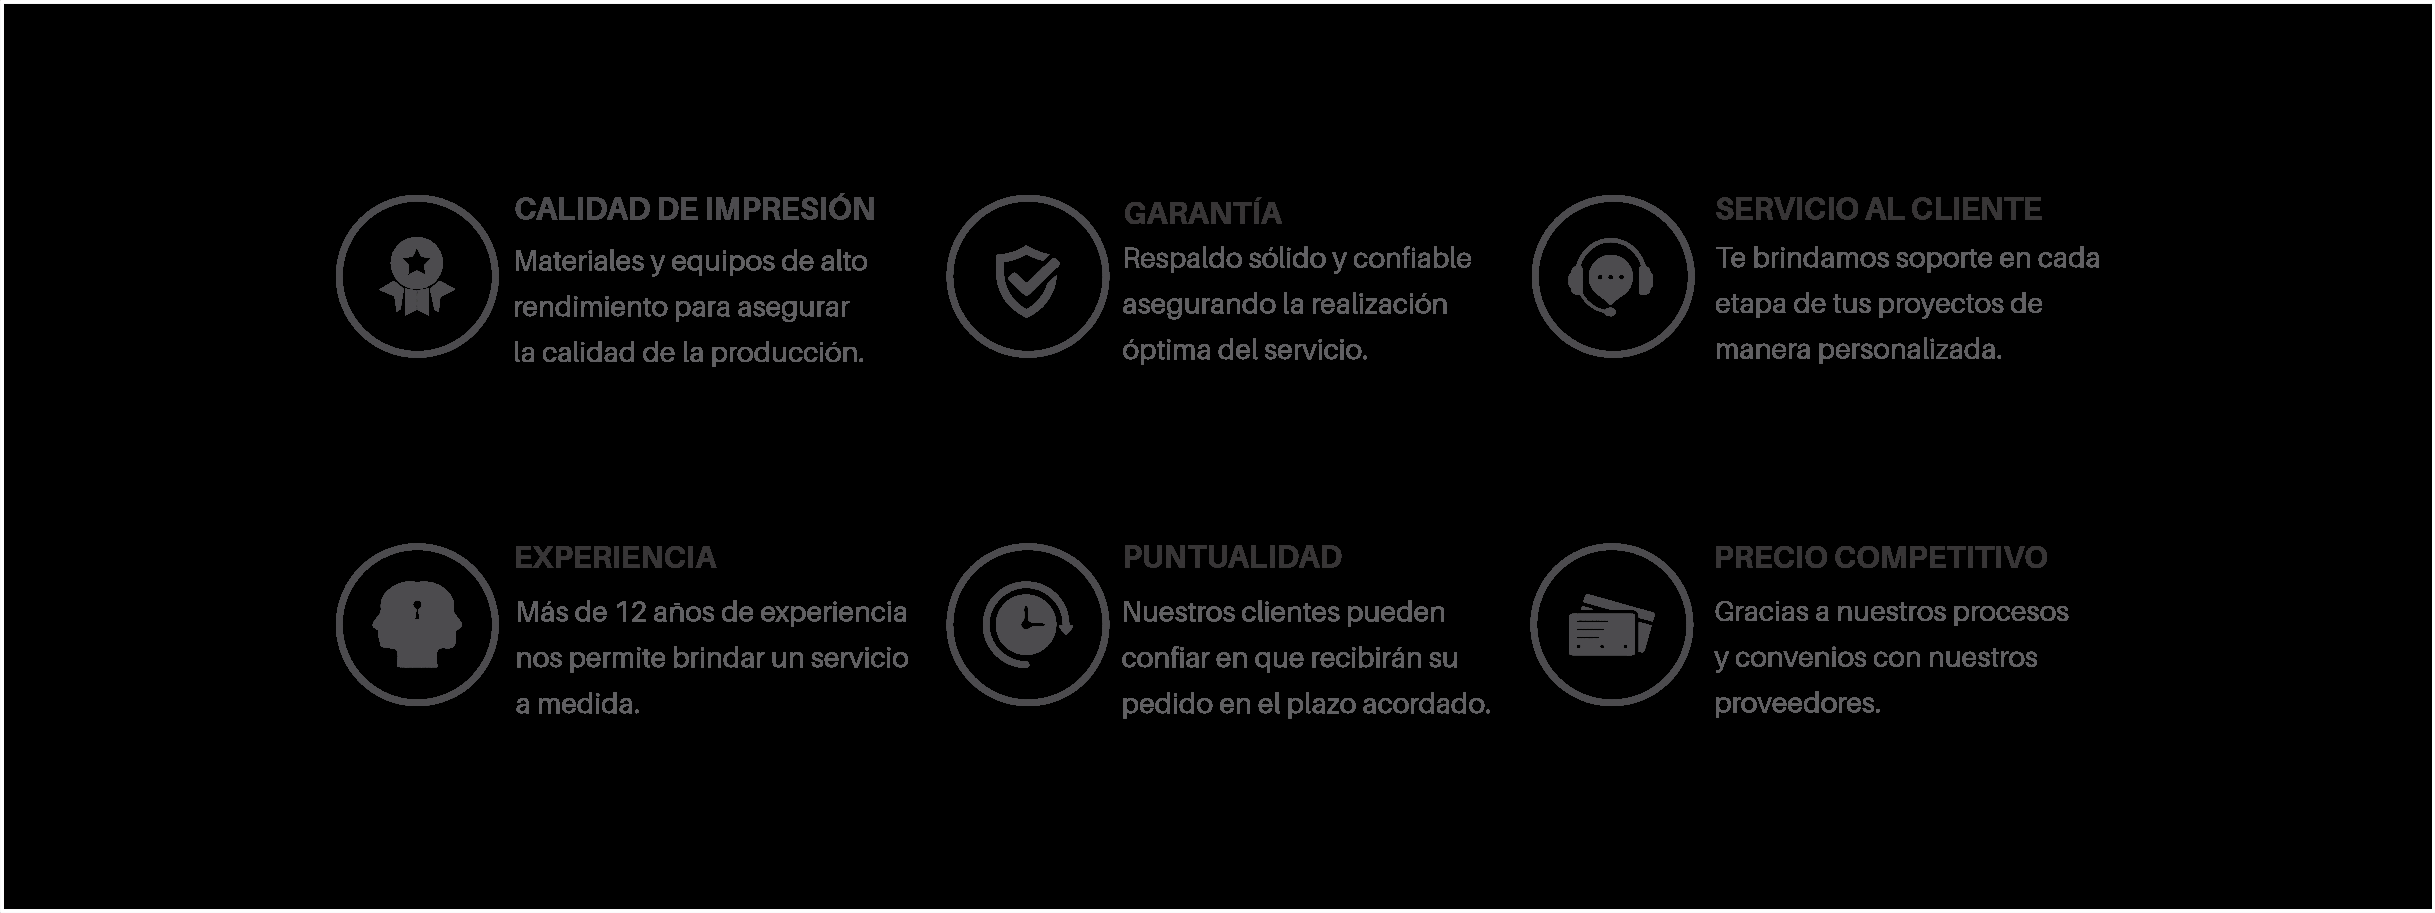 CALIDAD DE IMPRESIÓN
Materiales y equipos de alto
rendimiento para asegurar
la calidad de la producción.
GARANTÍA
Respaldo sólido y confiable
asegurando la realización
óptima del servicio.
SERVICIO AL CLIENTE
Te brindamos soporte en cada
etapa de tus proyectos de
manera personalizada.
EXPERIENCIA
Más de 12 años de experiencia
nos permite brindar un servicio
a medida.
PUNTUALIDAD
Nuestros clientes pueden
confiar en que recibirán su
pedido en el plazo acordado.
PRECIO COMPETITIVO
Gracias a nuestros procesos
y convenios con nuestros
proveedores.